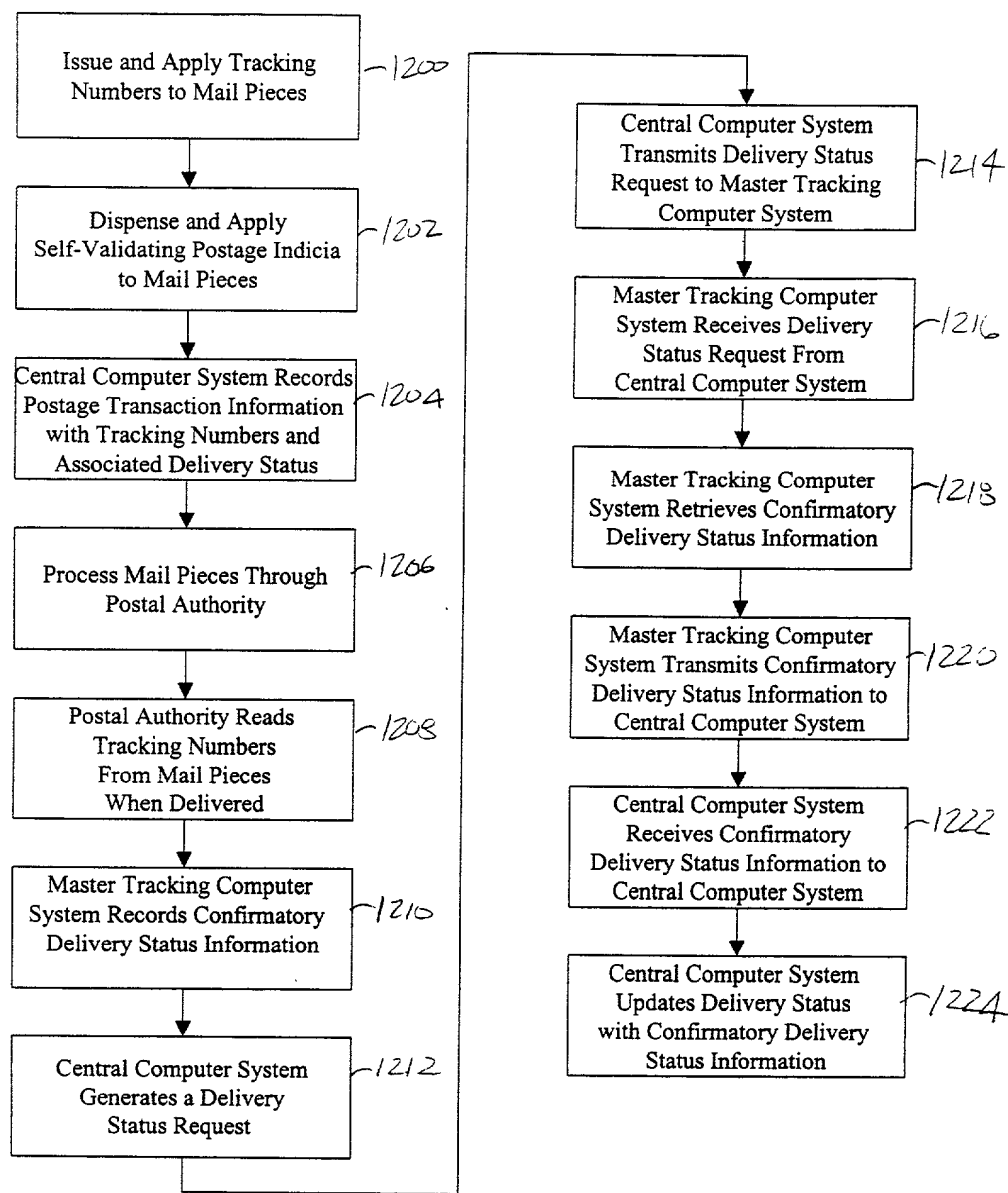 Issue and Apply Tracking
Numbers to Mail Pieces
1200
Dispense and Apply
Self-Validating Postage Indicia
to Mail Pieces
1202
Central Computer System Records
Postage Transaction Information
with Tracking Numbers and
Associated Delivery Status
1204
Process Mail Pieces Through
Postal Authority
1206
Postal Authority Reads
Tracking Numbers
From Mail Pieces
When Delivered
1208
Master Tracking Computer
System Records Confirmatory
Delivery Status Information
1210
Central Computer System
Generates a Delivery
Status Request
1212
Central Computer System
Transmits Delivery Status
Request to Master Tracking
Computer System
1214
Master Tracking Computer
System Receives Delivery
Status Request From
Central Computer System
1216
Master Tracking Computer
System Retrieves Confirmatory
Delivery Status Information
1218
Master Tracking Computer
System Transmits Confirmatory
Delivery Status Information to
Central Computer System
1220
Central Computer System
Receives Confirmatory
Delivery Status Information to
Central Computer System
1222
Central Computer System
Updates Delivery Status
with Confirmatory Delivery
Status Information
1224